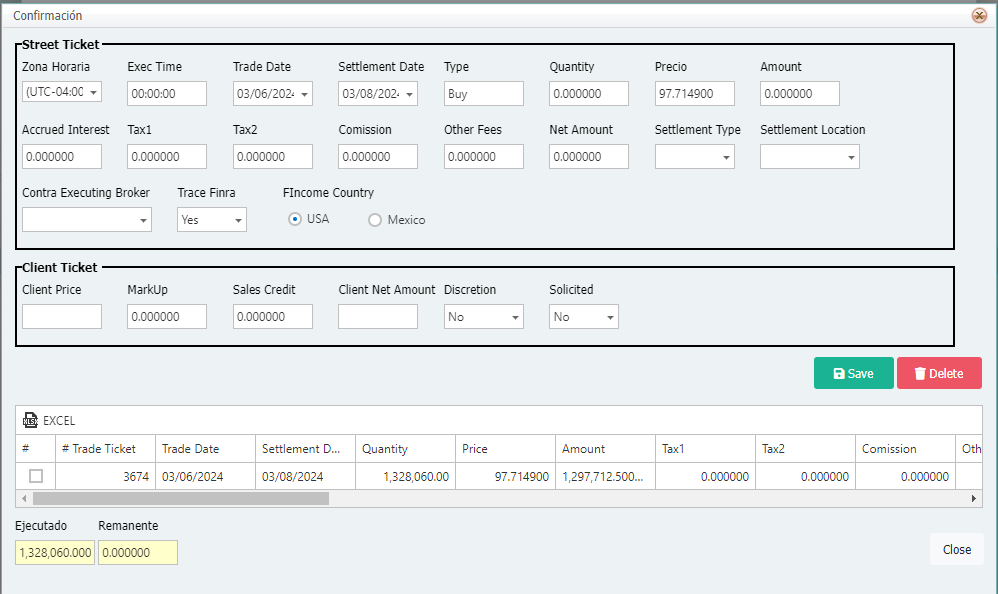 Confirmación
Street Ticket
Zona Horaria Exec Time Trade Date Settlement Date Type Quantity Precio Amount
(UTC-04:00 00:00:00 03/06/2024 03/08/2024 Buy 0.000000 97.714900 0.000000
Accrued Interest Tax1 Tax2 Comission Other Fees Net Amount Settlement Type Settlement Location
0.000000 0.000000 0.000000 0.000000 0.000000 0.000000
Contra Executing Broker Trace Finra FIncome Country
Yes USA Mexico
Client Ticket
Client Price MarkUp Sales Credit Client Net Amount Discretion Solicited
0.000000 0.000000 No No
Save Delete
XLSX EXCEL
# # Trade Ticket Trade Date Settlement D... Quantity Price Amount Tax1 Tax2 Comission Oth
3674 03/06/2024 03/08/2024 1,328,060.00 97.714900 1,297,712.500... 0.000000 0.000000 0.000000
Ejecutado Remanente
1,328,060.000 0.000000
Close